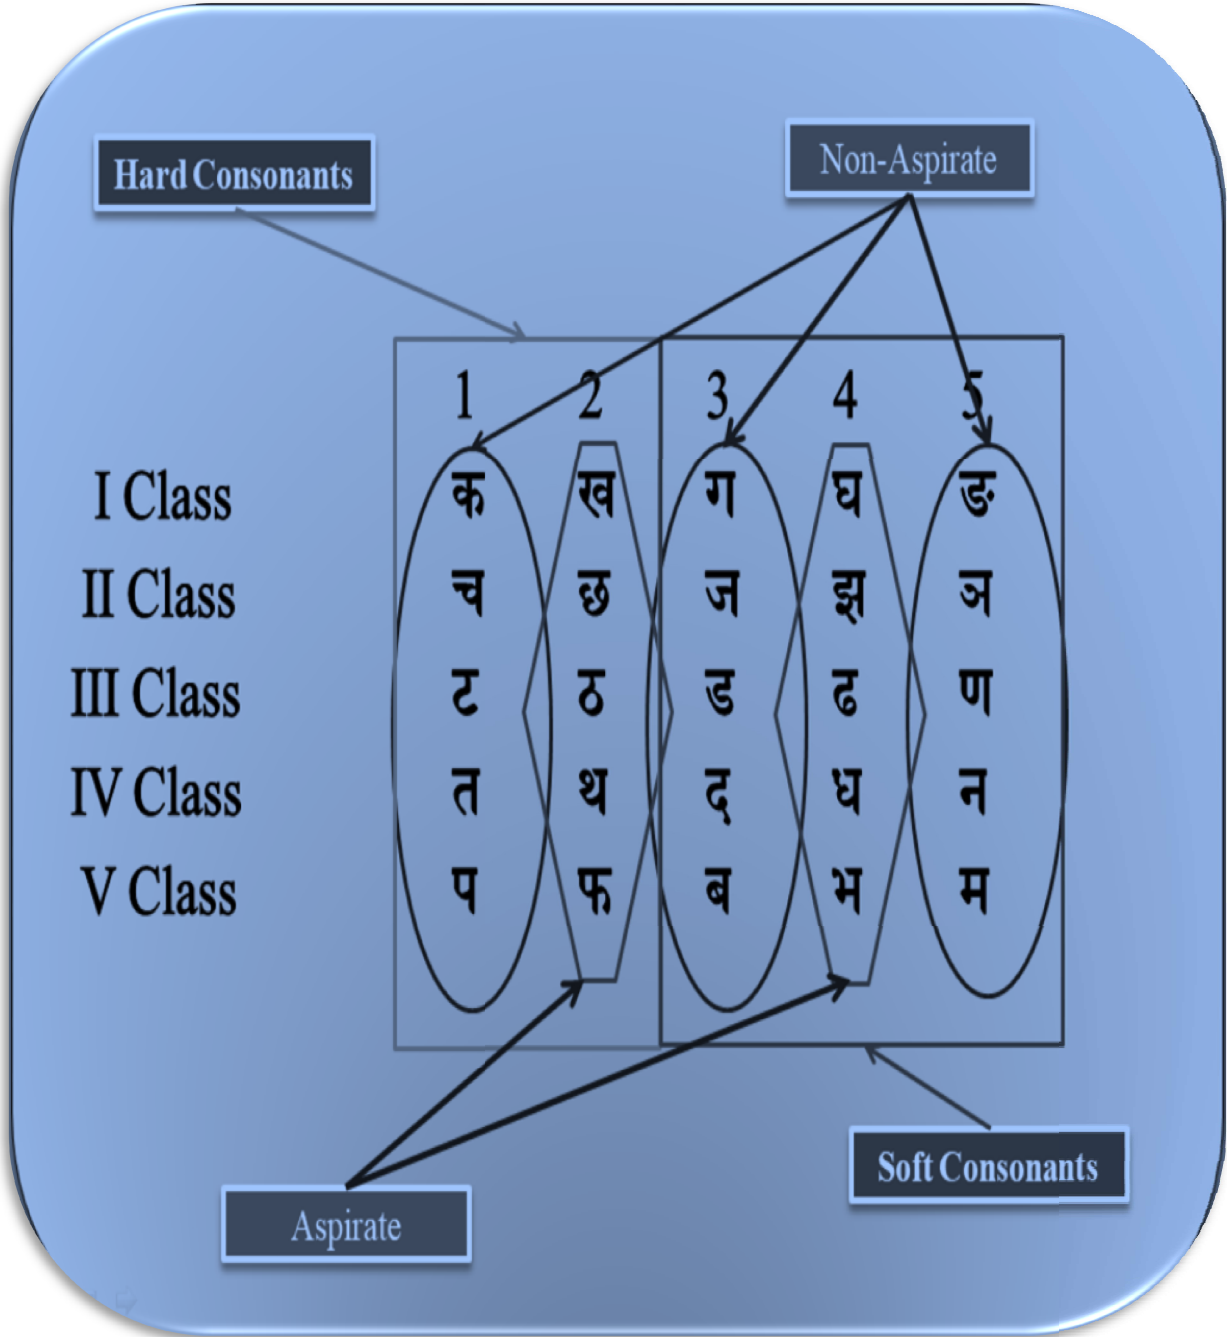 Hard Consonants
Non-Aspirate
1 2 3 4 5
I Class क ख ग घ ङ
II Class च छ ज झ ञ
III Class ट ठ ड ढ ण
IV Class त थ द ध न
V Class प फ ब भ म
Soft Consonants
Aspirate